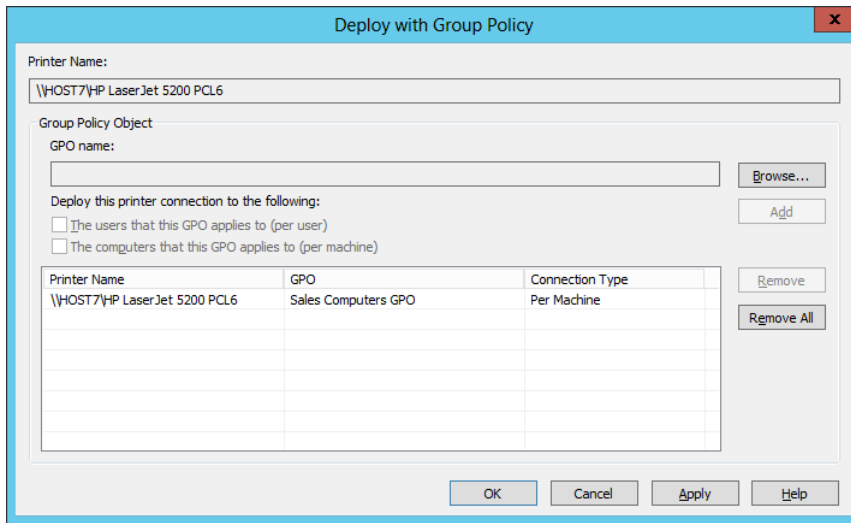 Deploy with Group Policy
x
Printer Name:
\\HOST7\HP LaserJet 5200 PCL6
Group Policy Object
GPO name:
Browse...
Deploy this printer connection to the following:
Add
The users that this GPO applies to (per user)
The computers that this GPO applies to (per machine)
Printer Name GPO Connection Type
Remove
\\HOST7\HP LaserJet 5200 PCL6 Sales Computers GPO Per Machine
Remove All
OK Cancel Apply Help